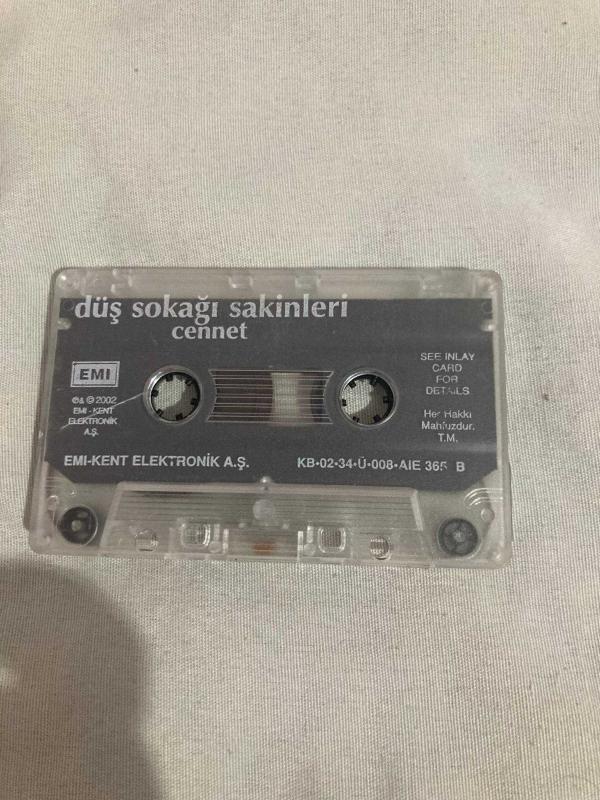 düş sokağı sakinleri
cennet
EMI
℗& © 2002
EMI - KENT
ELEKTRONİK
A.Ş.
SEE INLAY
CARD
FOR
DETAILS
Her Hakkı
Mahfuzdur.
T.M.
EMI-KENT ELEKTRONİK A.Ş.
KB•02•34•Ü•008•AIE 365 B